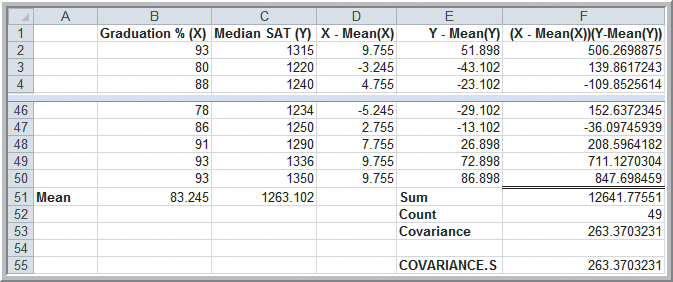 A B C D E F
1 Graduation % (X) Median SAT (Y) X - Mean(X) Y - Mean(Y) (X - Mean(X))(Y-Mean(Y))
2 93 1315 9.755 51.898 506.2698875
3 80 1220 -3.245 -43.102 139.8617243
4 88 1240 4.755 -23.102 -109.8525614
46 78 1234 -5.245 -29.102 152.6372345
47 86 1250 2.755 -13.102 -36.09745939
48 91 1290 7.755 26.898 208.5964182
49 93 1336 9.755 72.898 711.1270304
50 93 1350 9.755 86.898 847.698459
51 Mean 83.245 1263.102 Sum 12641.77551
52 Count 49
53 Covariance 263.3703231
54
55 COVARIANCE.S 263.3703231